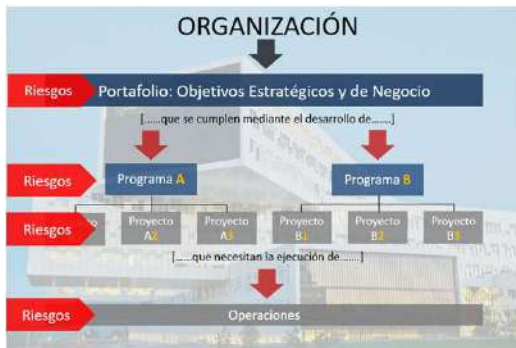 ORGANIZACIÓN
Riesgos
Portafolio: Objetivos Estratégicos y de Negocio
[......que se cumplen mediante el desarrollo de.......]
Riesgos
Programa A
Programa B
Riesgos
Proyecto
A2
Proyecto
A3
Proyecto
B1
Proyecto
B2
Proyecto
B3
[......que necesitan la ejecución de......]
Riesgos
Operaciones